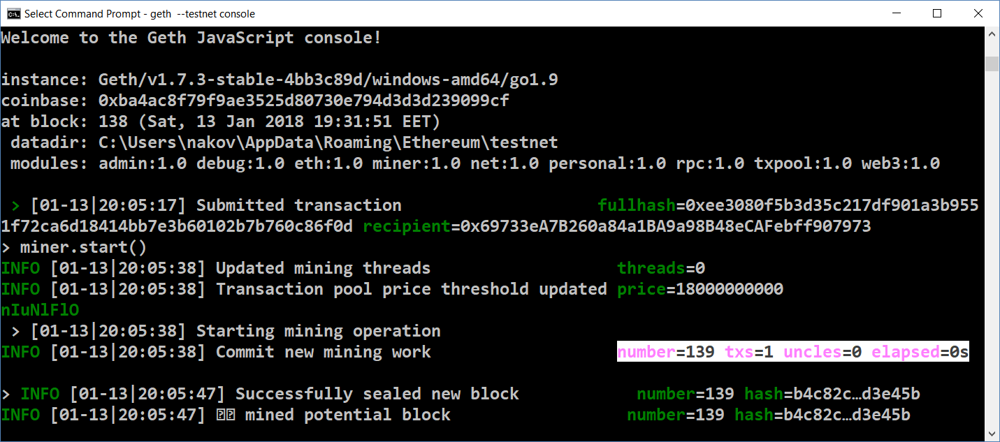 Select Command Prompt - geth  --testnet console
Welcome to the Geth JavaScript console!
instance: Geth/v1.7.3-stable-4bb3c89d/windows-amd64/go1.9
coinbase: 0xba4ac8f79f9ae3525d80730e794d3d3d239099cf
at block: 138 (Sat, 13 Jan 2018 19:31:51 EET)
 datadir: C:\Users\nakov\AppData\Roaming\Ethereum\testnet
 modules: admin:1.0 debug:1.0 eth:1.0 miner:1.0 net:1.0 personal:1.0 rpc:1.0 txpool:1.0 web3:1.0
 > [01-13|20:05:17] Submitted transaction                    fullhash=0xee3080f5b3d35c217df901a3b955
1f72ca6d18414bb7e3b60102b7b760c86f0d recipient=0x69733eA7B260a84a1BA9a98B48eCAFebff907973
> miner.start()
INFO [01-13|20:05:38] Updated mining threads                   threads=0
INFO [01-13|20:05:38] Transaction pool price threshold updated price=18000000000
nIuNlFlO
 > [01-13|20:05:38] Starting mining operation
INFO [01-13|20:05:38] Commit new mining work                   number=139 txs=1 uncles=0 elapsed=0s
> INFO [01-13|20:05:47] Successfully sealed new block            number=139 hash=b4c82c…d3e45b
INFO [01-13|20:05:47] mined potential block                  number=139 hash=b4c82c…d3e45b